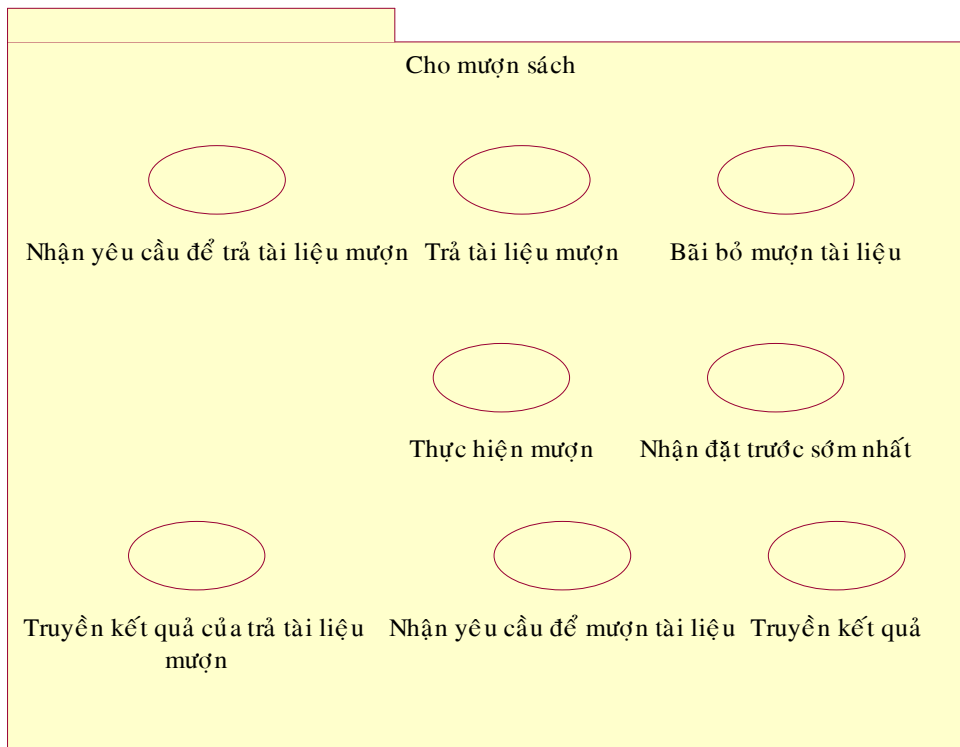 Cho mượn sách
Nhận yêu cầu để trả tài liệu mượn
Trả tài liệu mượn
Bãi bỏ mượn tài liệu
Thực hiện mượn
Nhận đặt trước sớm nhất
Truyền kết quả của trả tài liệu
mượn
Nhận yêu cầu để mượn tài liệu
Truyền kết quả